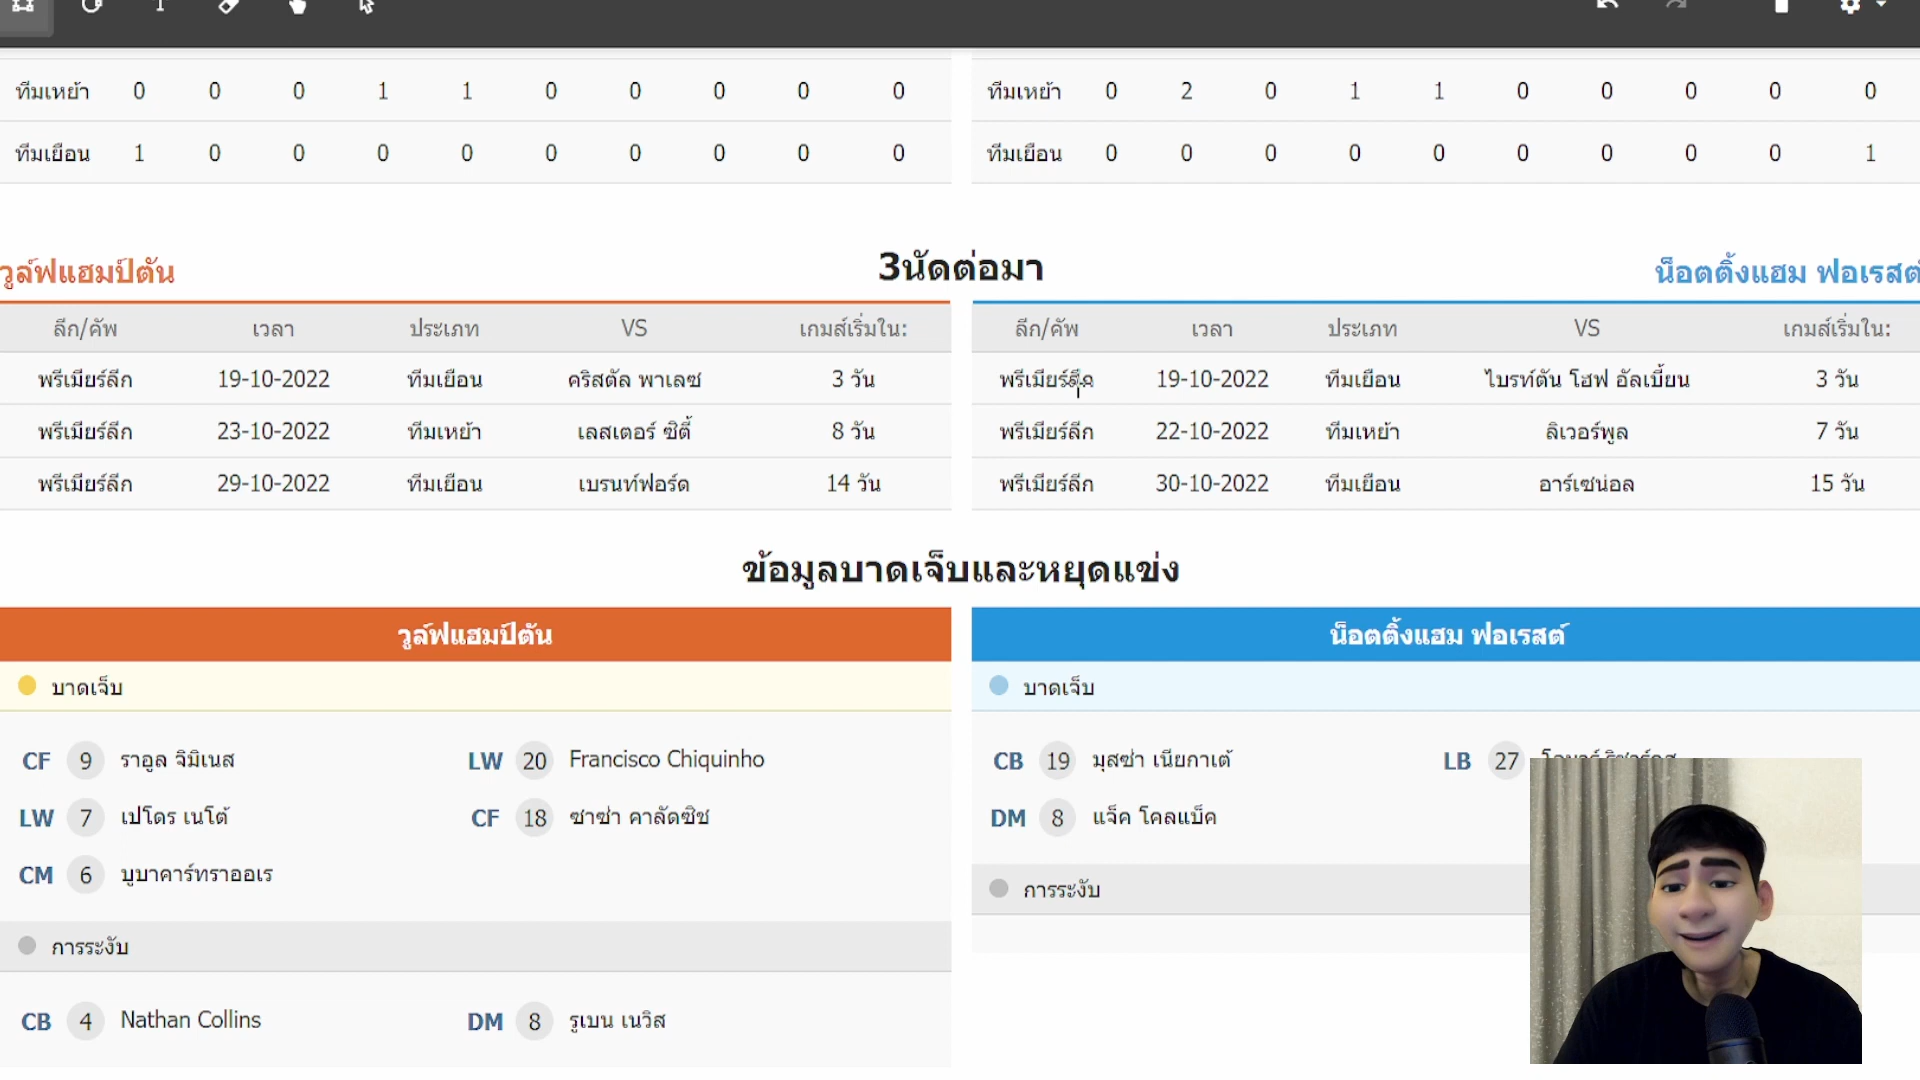 ทีมเหย้า 0 0 0 1 1 0 0 0 0 0
ทีมเยือน 1 0 0 0 0 0 0 0 0 0
ทีมเหย้า 0 2 0 1 1 0 0 0 0 0
ทีมเยือน 0 0 0 0 0 0 0 0 0 1
3นัดต่อมา
วูล์ฟแฮมป์ตัน
ลีก/คัพ เวลา ประเภท VS เกมส์เริ่มใน:
พรีเมียร์ลีก 19-10-2022 ทีมเยือน คริสตัล พาเลซ 3 วัน
พรีเมียร์ลีก 23-10-2022 ทีมเหย้า เลสเตอร์ ซิตี้ 8 วัน
พรีเมียร์ลีก 29-10-2022 ทีมเยือน เบรนท์ฟอร์ด 14 วัน
น็อตติ้งแฮม ฟอเรสต์
ลีก/คัพ เวลา ประเภท VS เกมส์เริ่มใน:
พรีเมียร์ลีก 19-10-2022 ทีมเยือน ไบรท์ตัน โฮฟ อัลเบี้ยน 3 วัน
พรีเมียร์ลีก 22-10-2022 ทีมเหย้า ลิเวอร์พูล 7 วัน
พรีเมียร์ลีก 30-10-2022 ทีมเยือน อาร์เซน่อล 15 วัน
ข้อมูลบาดเจ็บและหยุดแข่ง
วูล์ฟแฮมป์ตัน
บาดเจ็บ
CF 9 ราอูล จิมิเนส LW 20 Francisco Chiquinho
LW 7 เปโดร เนโต้ CF 18 ซาซ่า คาลัดซิช
CM 6 บูบาคาร์ทราออเร
การระงับ
CB 4 Nathan Collins DM 8 รูเบน เนวิส
น็อตติ้งแฮม ฟอเรสต์
บาดเจ็บ
CB 19 มุสซ่า เนียกาเต้ LB 27
DM 8 แจ็ค โคลแบ็ค
การระงับ